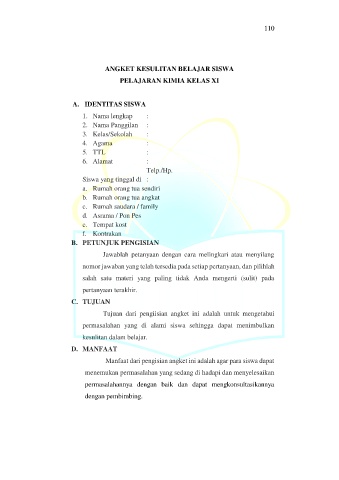 110
ANGKET KESULITAN BELAJAR SISWA
PELAJARAN KIMIA KELAS XI
A. IDENTITAS SISWA
1. Nama lengkap :
2. Nama Panggilan :
3. Kelas/Sekolah :
4. Agama :
5. TTL :
6. Alamat :
Telp./Hp.
Siswa yang tinggal di :
a. Rumah orang tua sendiri
b. Rumah orang tua angkat
c. Rumah saudara / family
d. Asrama / Pon Pes
e. Tempat kost
f. Kontrakan
B. PETUNJUK PENGISIAN
Jawablah petanyaan dengan cara melingkari atau menyilang
nomor jawaban yang telah tersedia pada setiap pertanyaan, dan pilihlah
salah satu materi yang paling tidak Anda mengerti (sulit) pada
pertanyaan terakhir.
C. TUJUAN
Tujuan dari pengisian angket ini adalah untuk mengetahui
permasalahan yang di alami siswa sehingga dapat menimbulkan
kesulitan dalam belajar.
D. MANFAAT
Manfaat dari pengisian angket ini adalah agar para siswa dapat
menemukan permasalahan yang sedang di hadapi dan menyelesaikan
permasalahannya dengan baik dan dapat mengkonsultasikannya
dengan pembimbing.